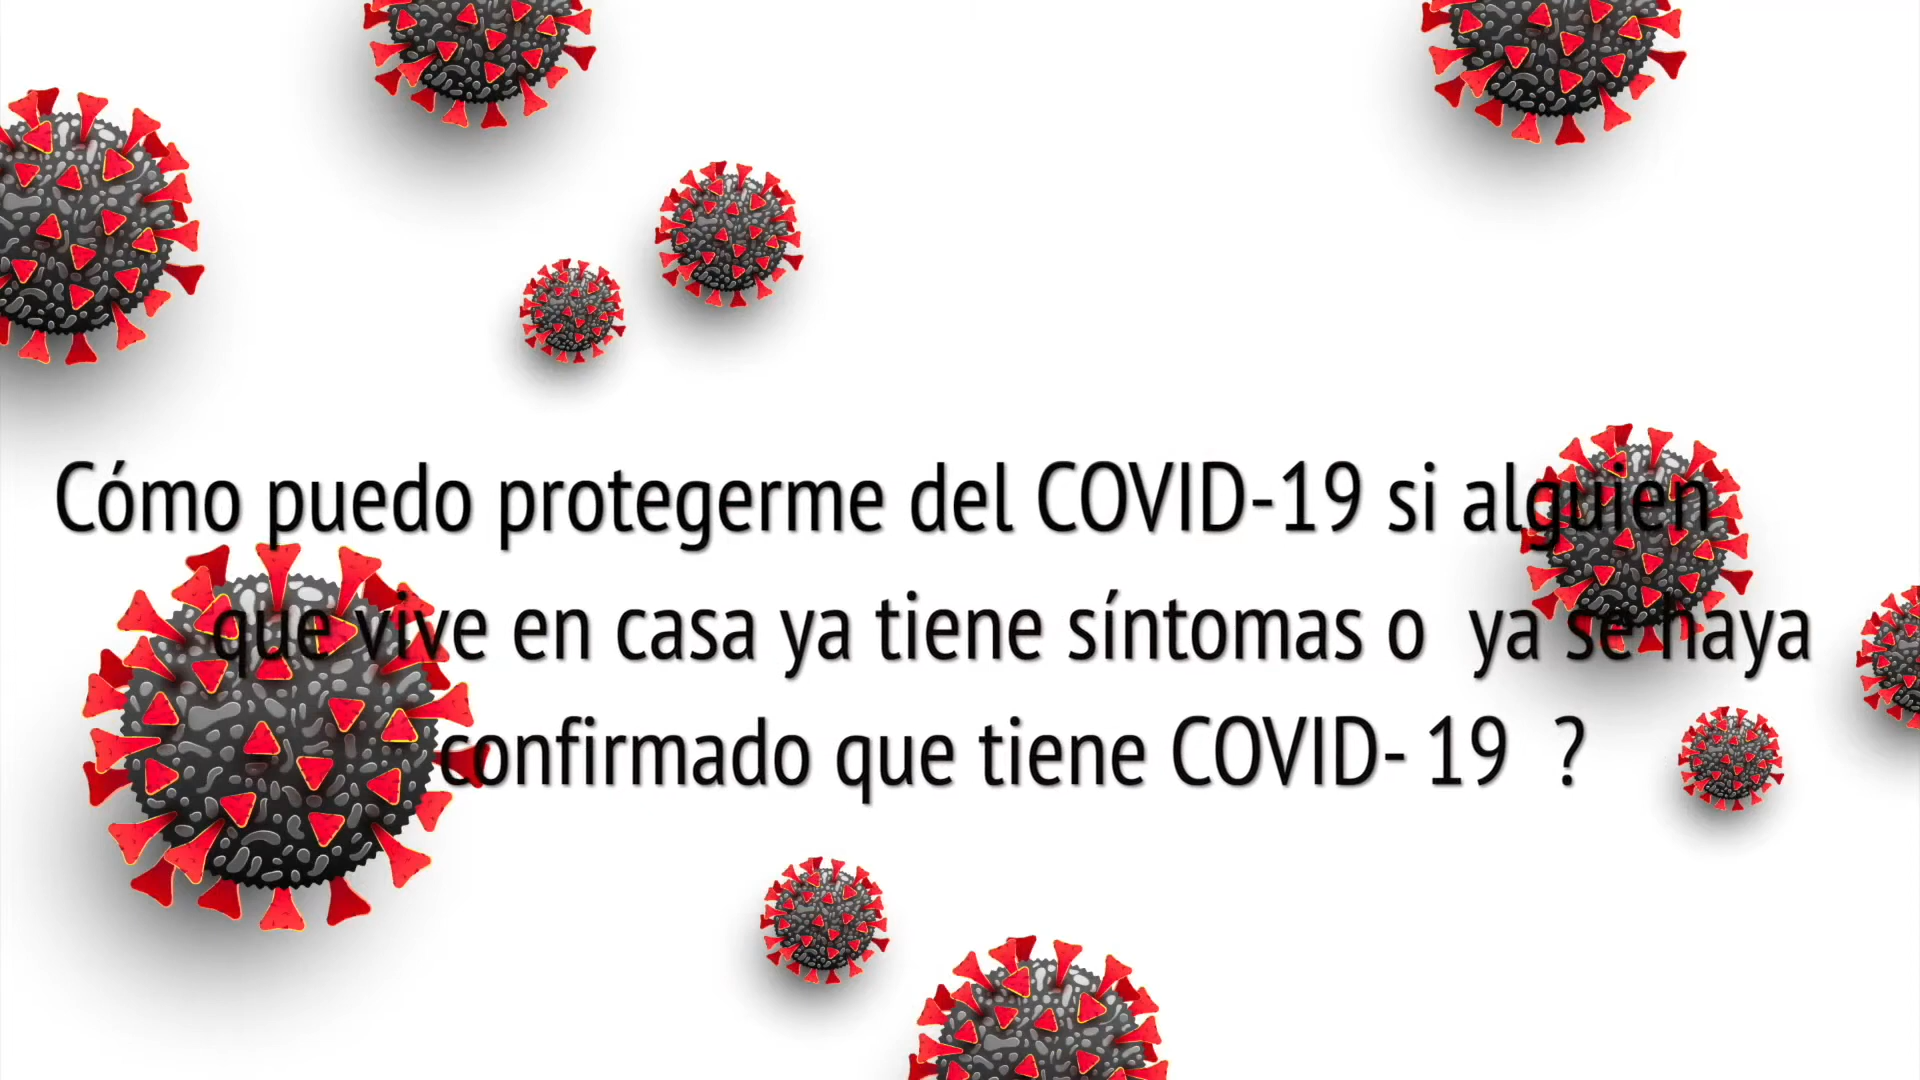 Cómo puedo protegerme del COVID-19 si alguien
que vive en casa ya tiene síntomas o ya se haya
confirmado que tiene COVID- 19 ?